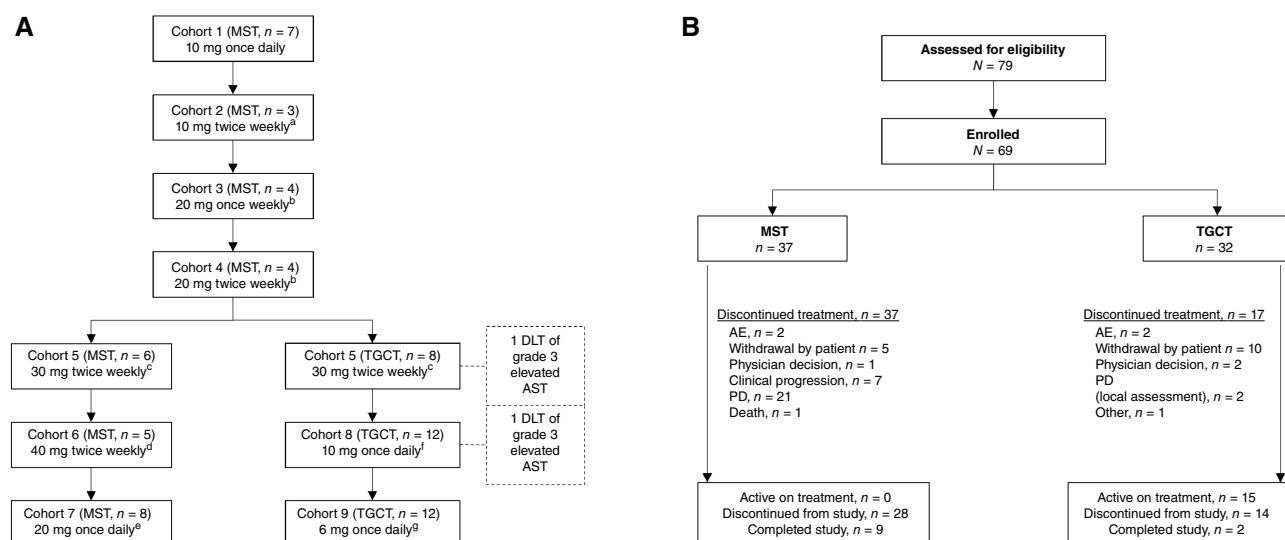 A
Cohort 1 (MST, n = 7)
10 mg once daily
Cohort 2 (MST, n = 3)
10 mg twice weeklyᵃ
Cohort 3 (MST, n = 4)
20 mg once weeklyᵇ
Cohort 4 (MST, n = 4)
20 mg twice weeklyᵇ
Cohort 5 (MST, n = 6)
30 mg twice weeklyᶜ
Cohort 6 (MST, n = 5)
40 mg twice weeklyᵈ
Cohort 7 (MST, n = 8)
20 mg once dailyᵉ
Cohort 5 (TGCT, n = 8)
30 mg twice weeklyᶜ
1 DLT of
grade 3
elevated
AST
Cohort 8 (TGCT, n = 12)
10 mg once dailyᶠ
1 DLT of
grade 3
elevated
AST
Cohort 9 (TGCT, n = 12)
6 mg once dailyᵍ
B
Assessed for eligibility
N = 79
Enrolled
N = 69
MST
n = 37
Discontinued treatment, n = 37
AE, n = 2
Withdrawal by patient n = 5
Physician decision, n = 1
Clinical progression, n = 7
PD, n = 21
Death, n = 1
Active on treatment, n = 0
Discontinued from study, n = 28
Completed study, n = 9
TGCT
n = 32
Discontinued treatment, n = 17
AE, n = 2
Withdrawal by patient, n = 10
Physician decision, n = 2
PD
(local assessment), n = 2
Other, n = 1
Active on treatment, n = 15
Discontinued from study, n = 14
Completed study, n = 2